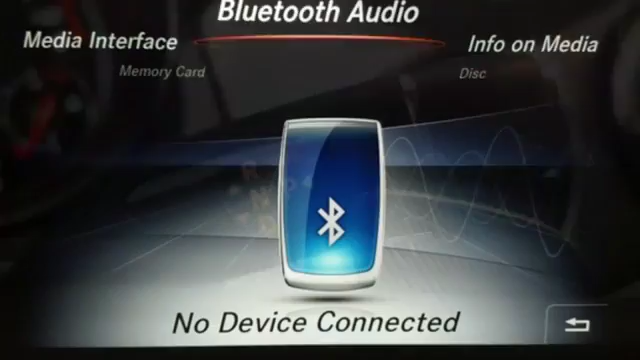 Bluetooth Audio
Media Interface
Info on Media
Memory Card
Disc
No Device Connected